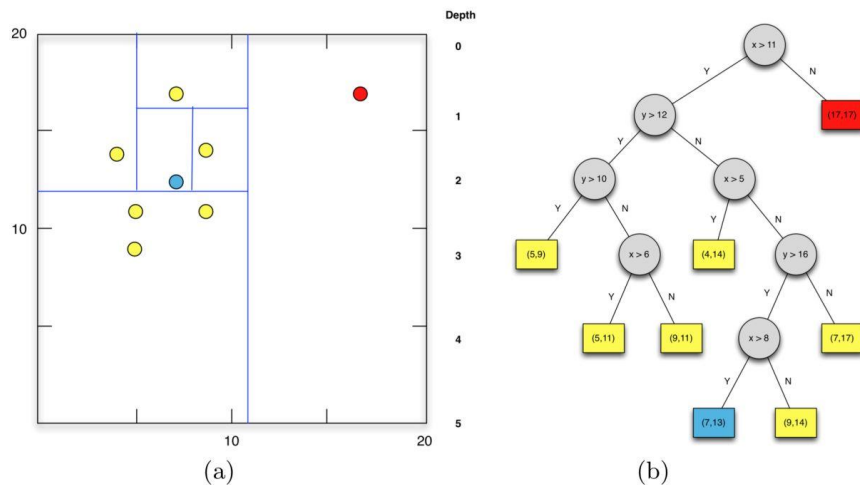 Depth
20
0
x > 11
Y
N
1
y > 12
(17,17)
Y
N
2
y > 10
x > 5
10
Y
N
Y
N
3
(5,9)
x > 6
(4,14)
y > 16
Y
N
Y
N
4
(5,11)
(9,11)
x > 8
(7,17)
Y
N
5
(7,13)
(9,14)
10
20
(a)
(b)